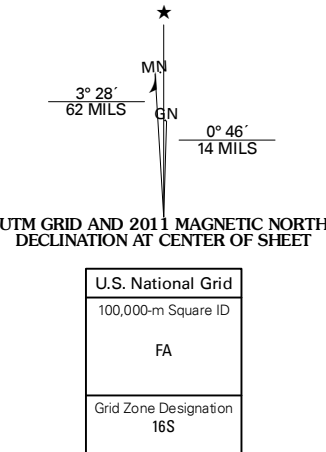 MN
3° 28´
62 MILS
GN
0° 46´
14 MILS
UTM GRID AND 2011 MAGNETIC NORTH
DECLINATION AT CENTER OF SHEET
U.S. National Grid
100,000-m Square ID
FA
Grid Zone Designation
16S